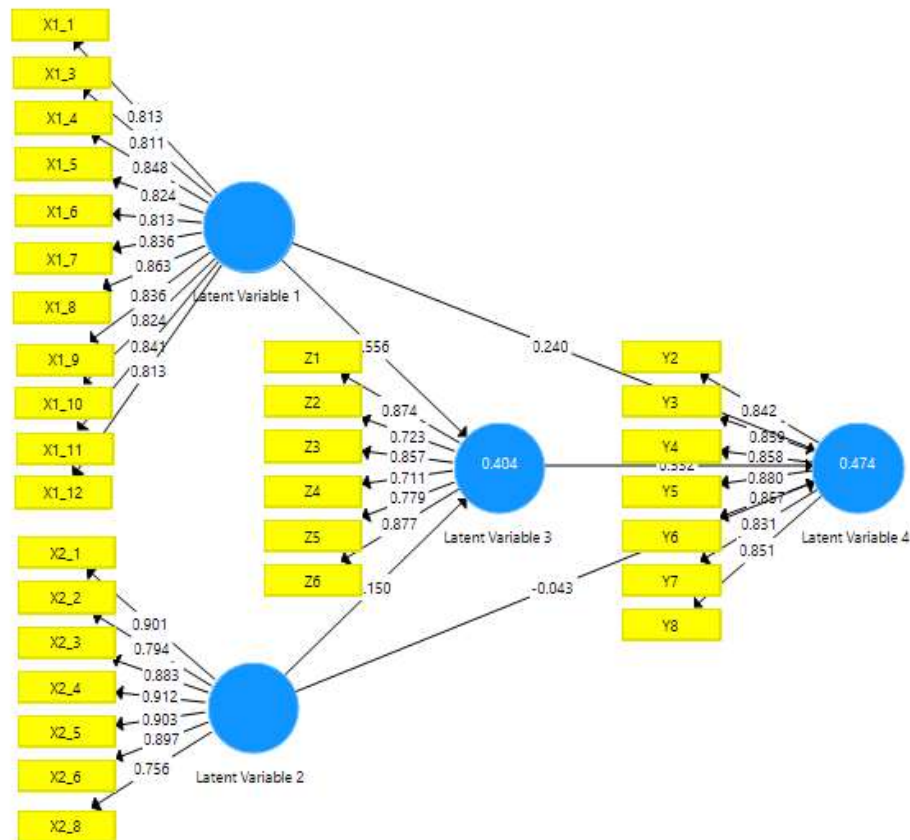 X1_1
X1_3
X1_4
X1_5
X1_6
X1_7
X1_8
X1_9
X1_10
X1_11
X1_12
0.813
0.811
0.848
0.824
0.813
0.836
0.863
0.836
0.824
0.841
0.813
Latent Variable 1
.556
0.240
Z1
Z2
Z3
Z4
Z5
Z6
0.874
0.723
0.857
0.711
0.779
0.877
0.404
Latent Variable 3
Y2
Y3
Y4
Y5
Y6
Y7
Y8
0.842
0.859
0.858
0.880
0.857
0.831
0.851
0.474
Latent Variable 4
X2_1
X2_2
X2_3
X2_4
X2_5
X2_6
X2_8
0.901
0.794
0.883
0.912
0.903
0.897
0.756
Latent Variable 2
.150
-0.043